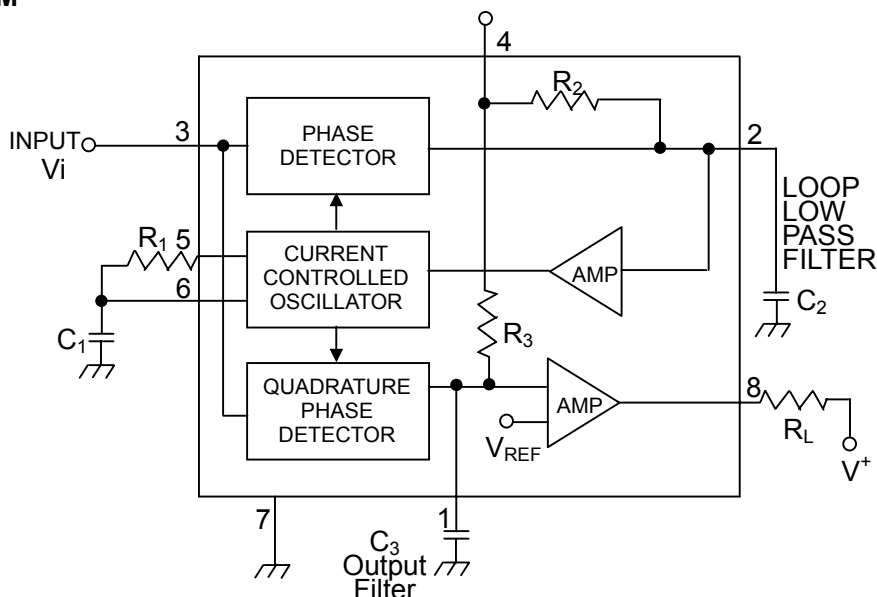 M
4
R2
PHASE
DETECTOR
INPUT
Vi
3
2
LOOP
LOW
PASS
FILTER
R1
5
6
CURRENT
CONTROLLED
OSCILLATOR
AMP
C1
C2
R3
QUADRATURE
PHASE
DETECTOR
AMP
VREF
8
RL
V+
7
1
C3
Output
Filter